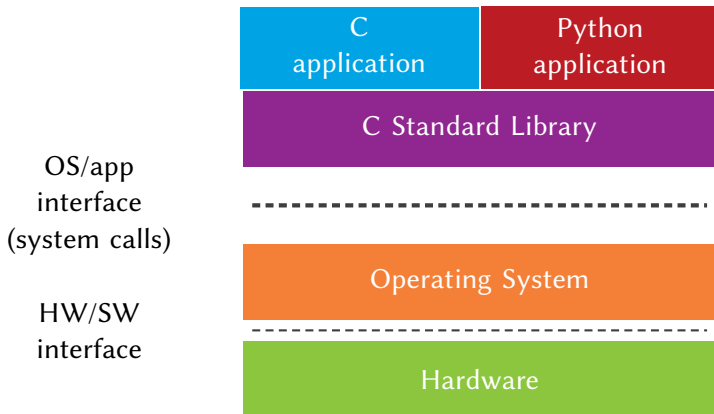 C
application
Python
application
C Standard Library
OS/app
interface
(system calls)
Operating System
HW/SW
interface
Hardware